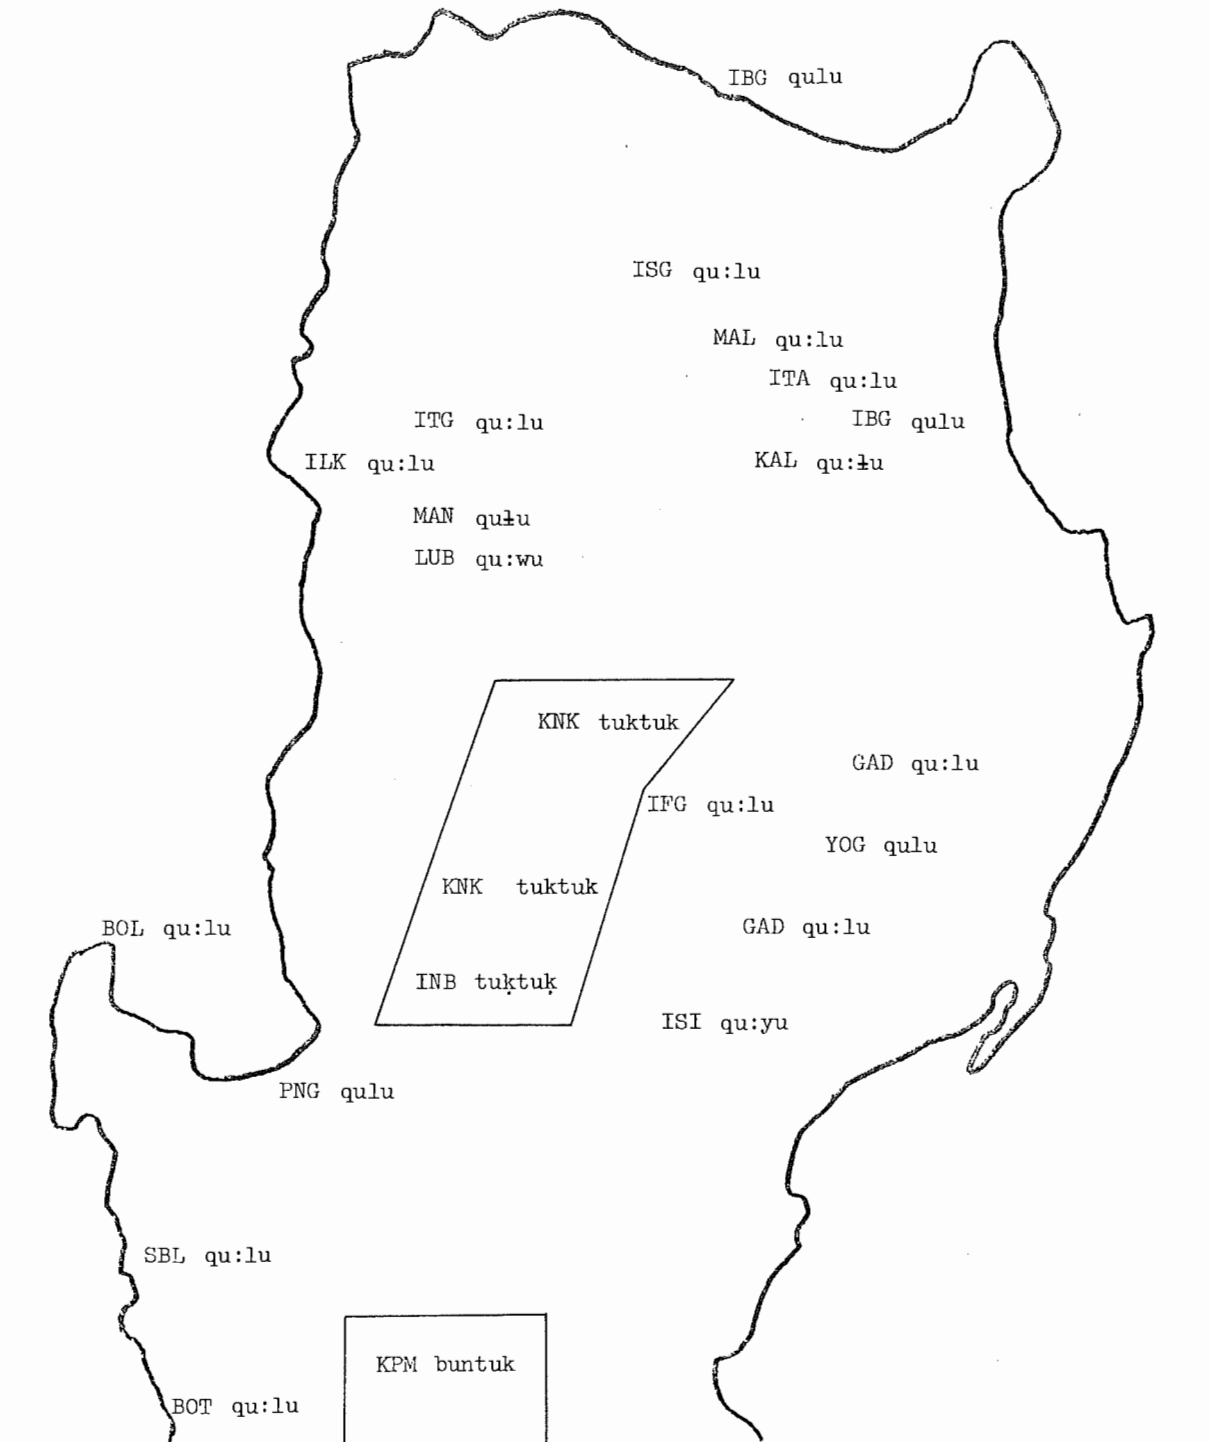 IBG qulu
ISG qu:lu
MAL qu:lu
ITA qu:lu
ITG qu:lu
IBG qulu
ILK qu:lu
KAL qu:ɫu
MAN quɫu
LUB qu:wu
KNK tuktuk
GAD qu:lu
IFG qu:lu
YOG qulu
KNK tuktuk
BOL qu:lu
GAD qu:lu
INB tuḳtuḳ
ISI qu:yu
PNG qulu
SBL qu:lu
KPM buntuk
BOT qu:lu